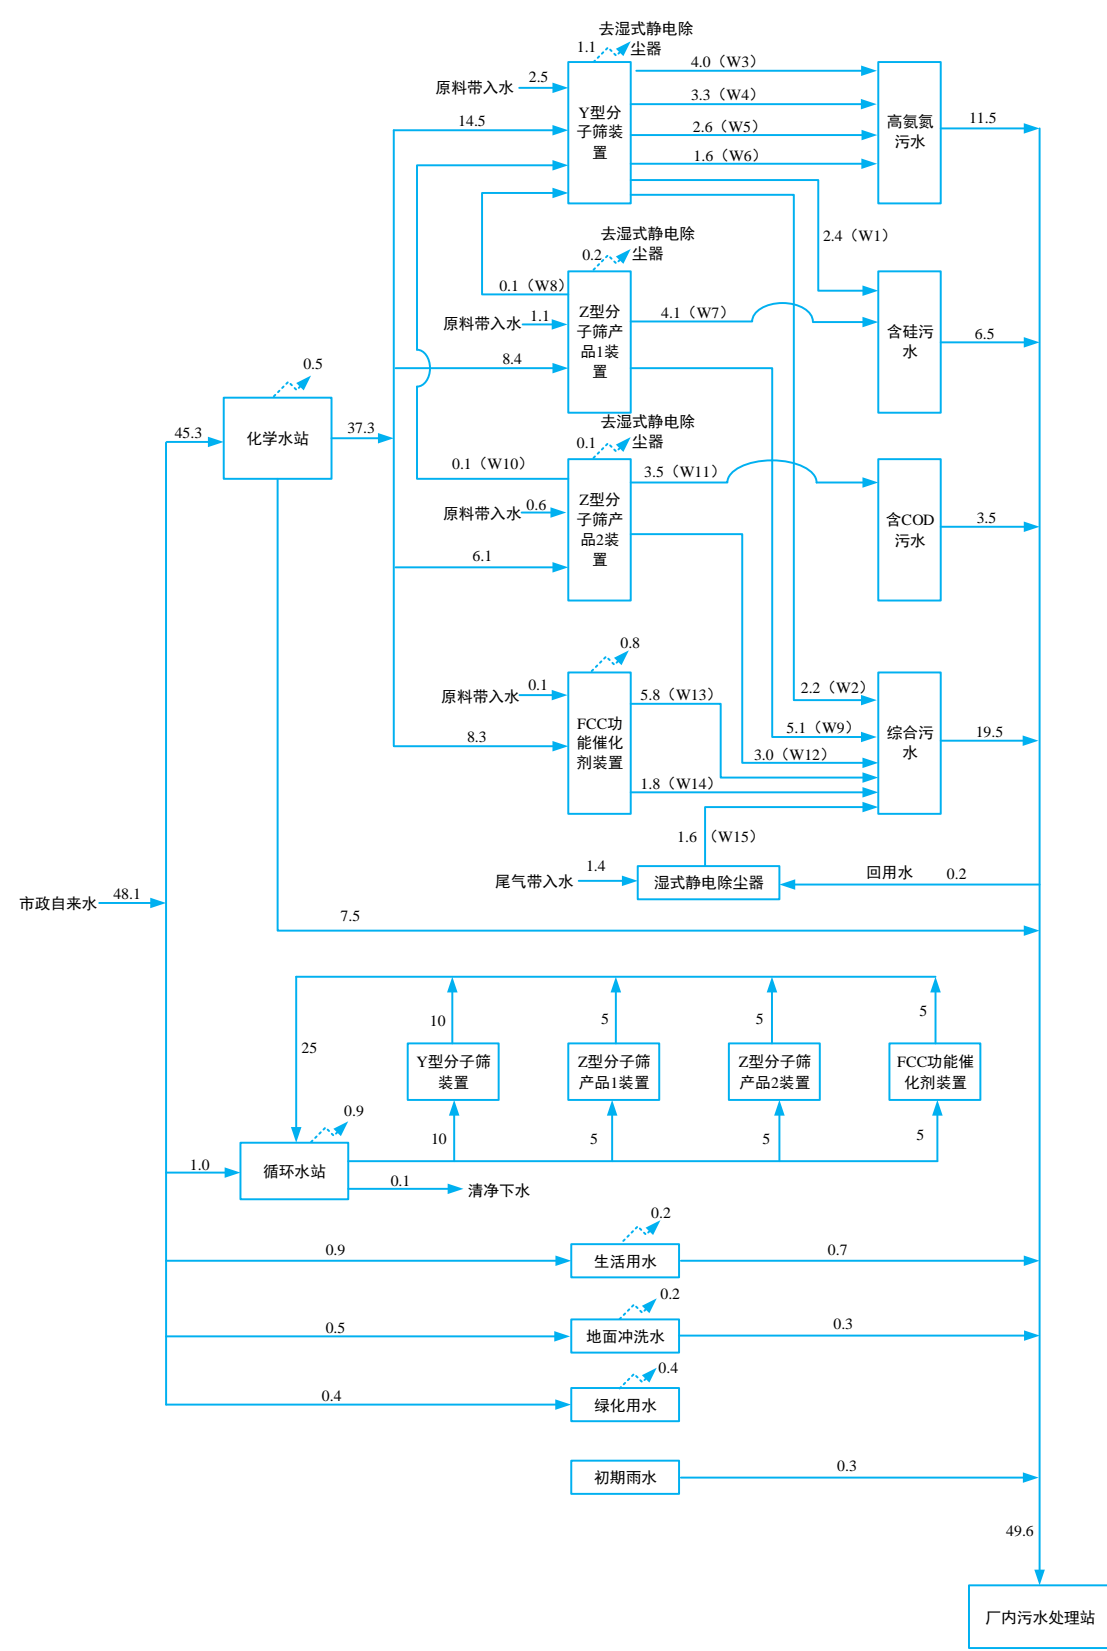 去湿式静电除
尘器
1.1
4.0（W3）
原料带入水
2.5
3.3（W4）
Y型分
子筛装
置
14.5
2.6（W5）
高氨氮
污水
11.5
1.6（W6）
2.4（W1）
去湿式静电除
尘器
0.2
0.1（W8）
原料带入水
1.1
Z型分
子筛产
品1装
置
4.1（W7）
含硅污
水
6.5
8.4
0.5
45.3
化学水站
37.3
去湿式静电除
尘器
0.1
0.1（W10）
3.5（W11）
原料带入水
0.6
Z型分
子筛产
品2装
置
含COD
污水
3.5
6.1
0.8
原料带入水
0.1
5.8（W13）
2.2（W2）
FCC功
能催化
剂装置
8.3
5.1（W9）
综合污
水
19.5
3.0（W12）
1.8（W14）
1.6（W15）
尾气带入水
1.4
湿式静电除尘器
回用水
0.2
市政自来水
48.1
7.5
10
5
5
5
25
Y型分子筛
装置
Z型分子筛
产品1装置
Z型分子筛
产品2装置
FCC功能催
化剂装置
0.9
10
5
5
5
1.0
循环水站
0.1
清净下水
0.2
0.9
生活用水
0.7
0.2
0.5
地面冲洗水
0.3
0.4
0.4
绿化用水
初期雨水
0.3
49.6
厂内污水处理站